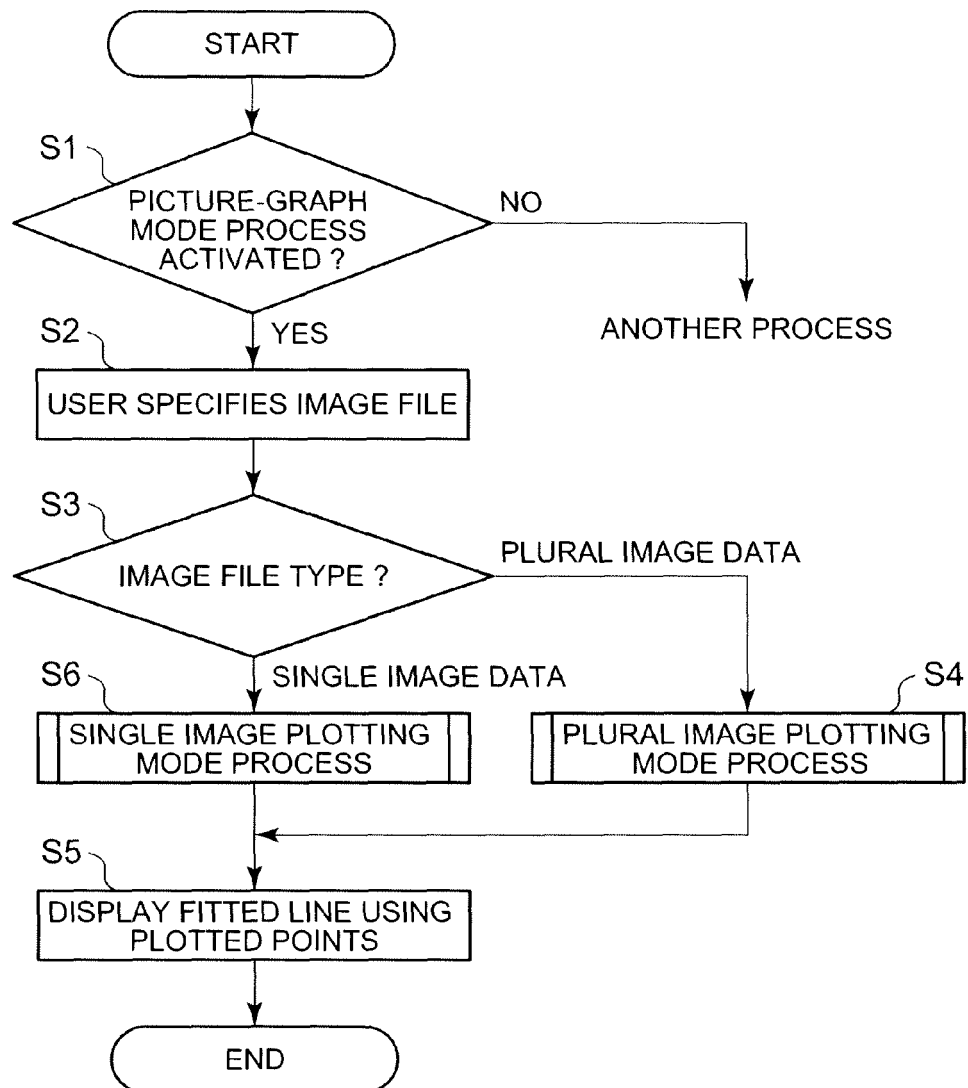 START
S1
PICTURE-GRAPH
MODE PROCESS
ACTIVATED ?
NO
ANOTHER PROCESS
YES
S2
USER SPECIFIES IMAGE FILE
S3
IMAGE FILE TYPE ?
PLURAL IMAGE DATA
SINGLE IMAGE DATA
S6
SINGLE IMAGE PLOTTING
MODE PROCESS
S4
PLURAL IMAGE PLOTTING
MODE PROCESS
S5
DISPLAY FITTED LINE USING
PLOTTED POINTS
END